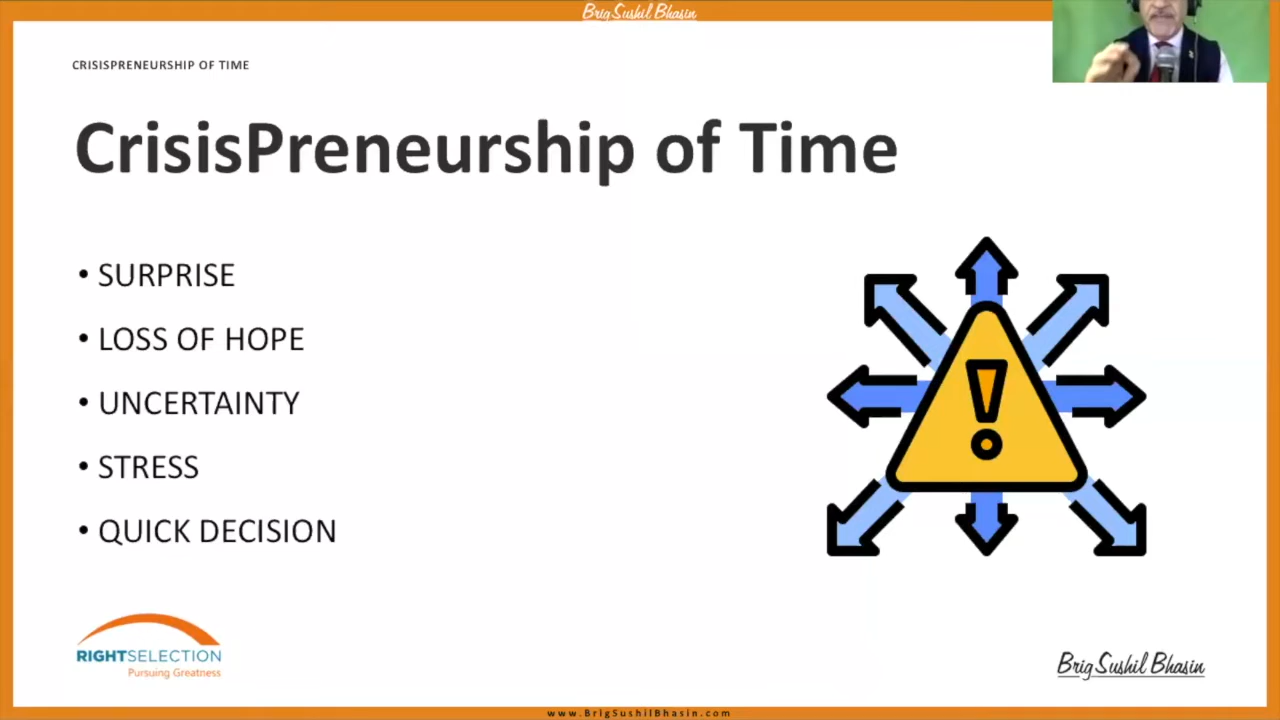 Brig Sushil Bhasin
CRISISPRENEURSHIP OF TIME
CrisisPreneurship of Time
• SURPRISE
• LOSS OF HOPE
• UNCERTAINTY
• STRESS
• QUICK DECISION
!
RIGHTSELECTION
Pursuing Greatness
Brig Sushil Bhasin
www.BrigSushilBhasin.com